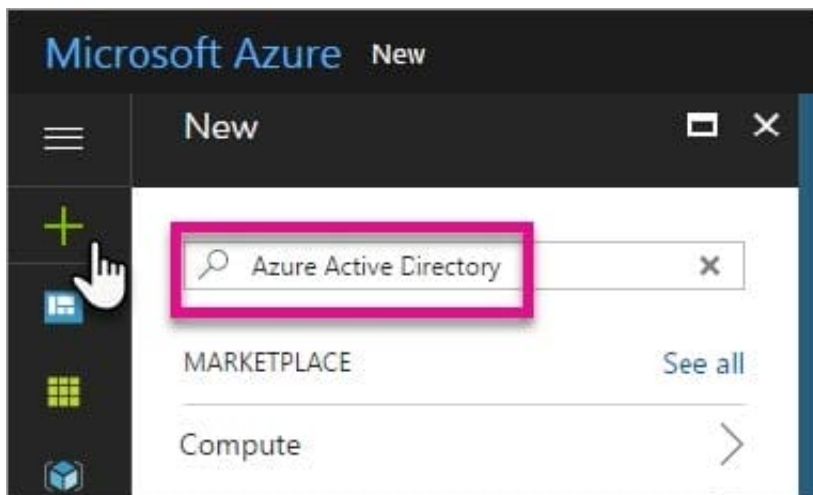 Microsoft Azure New
New
Azure Active Directory
MARKETPLACE See all
Compute